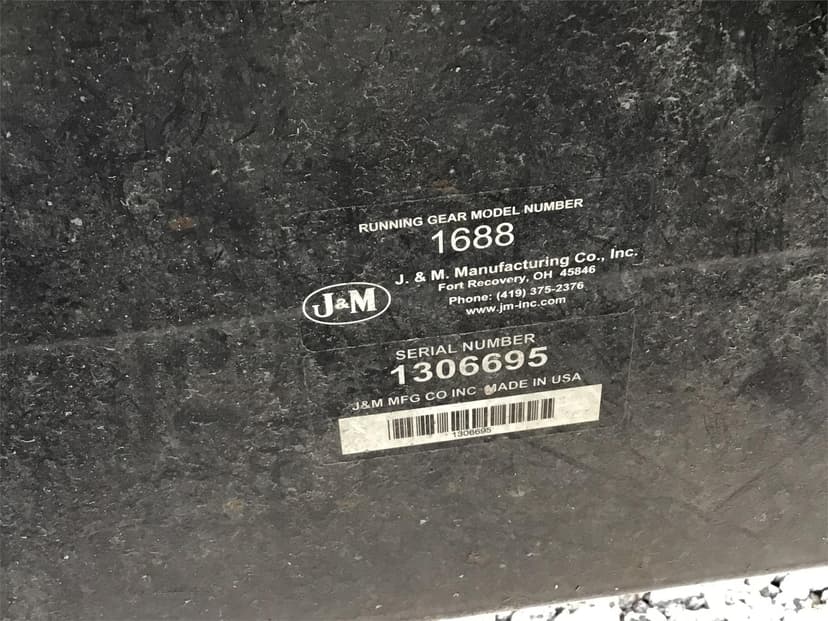 RUNNING GEAR MODEL NUMBER
1688
J&M
J. & M. Manufacturing Co., Inc.
Fort Recovery, OH 45846
Phone: (419) 375-2376
www.jm-inc.com
SERIAL NUMBER
1306695
J&M MFG CO INC MADE IN USA
1306695